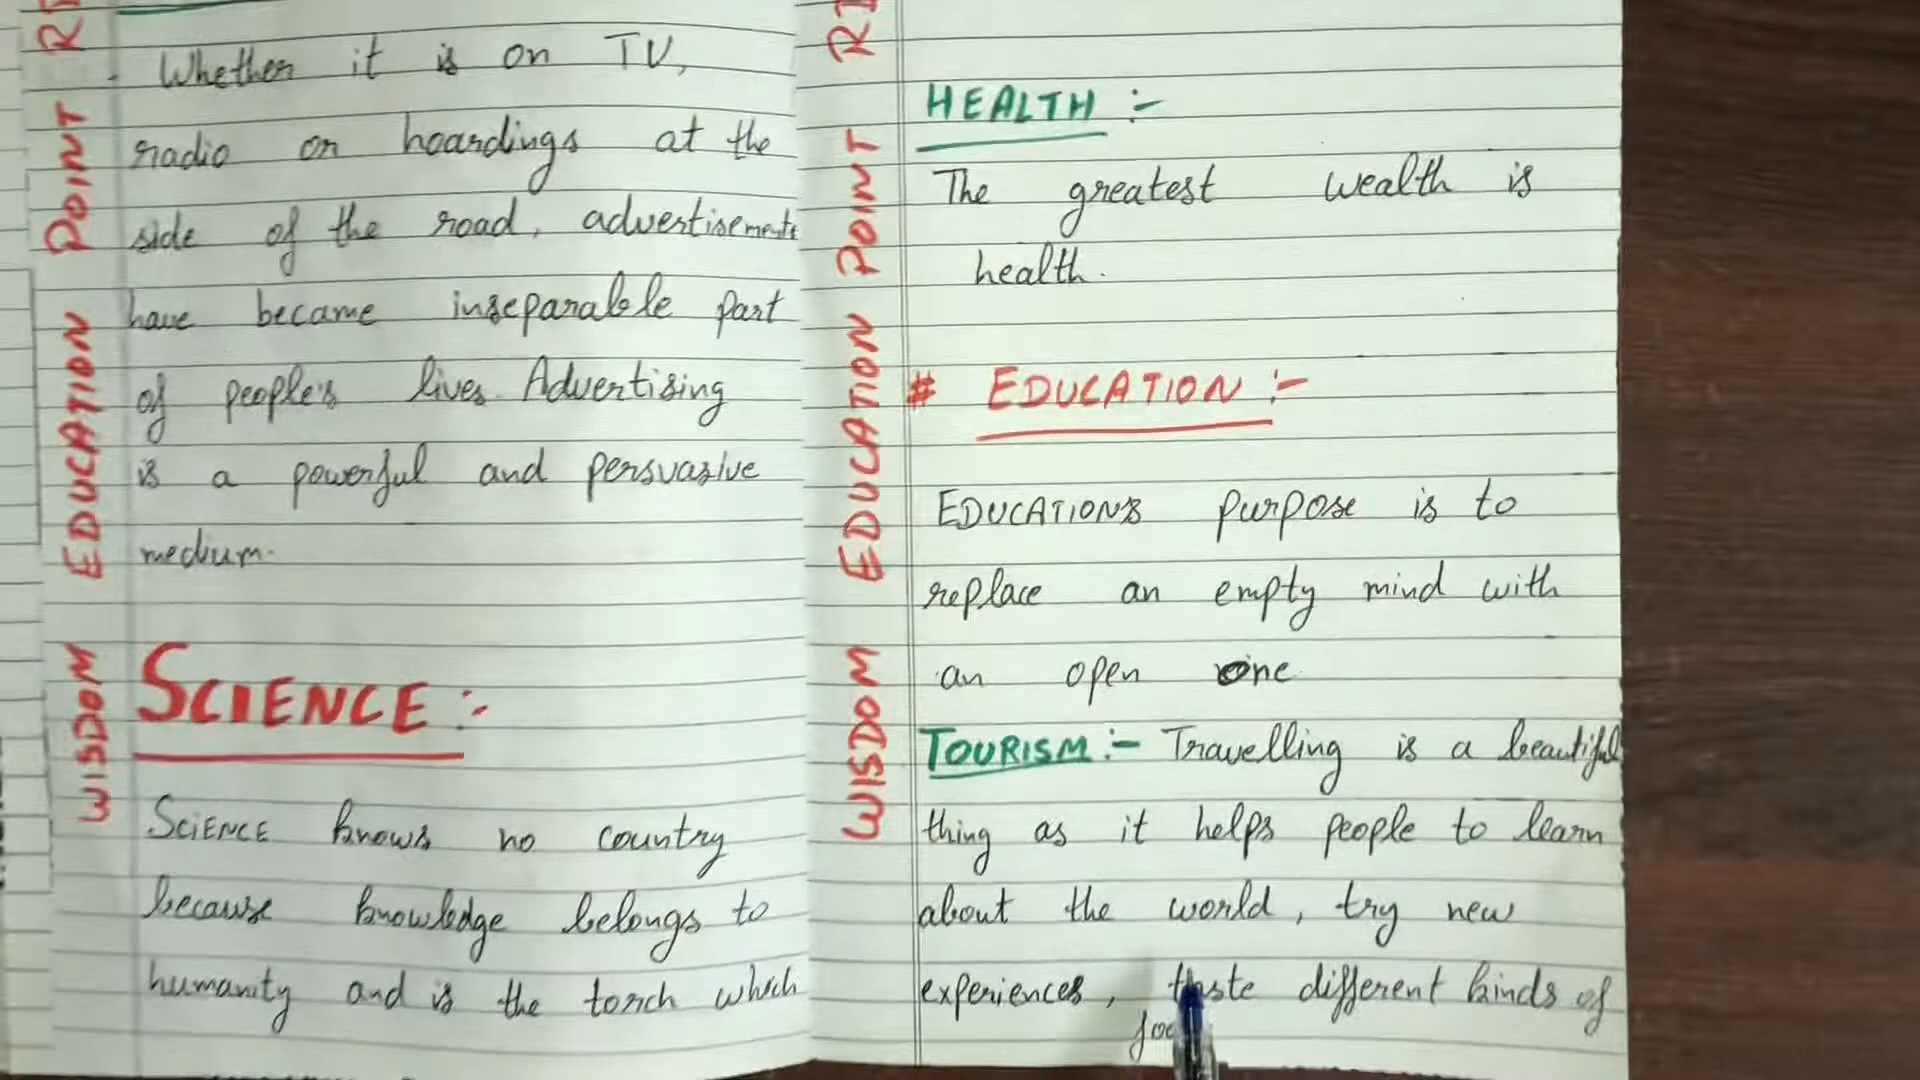 Whether it is on TV,
radio or hoardings at the
side of the road, advertisements
have became inseparable part
of people's lives. Advertising
is a powerful and persuasive
medium.
SCIENCE :-
SCIENCE knows no country
because knowledge belongs to
humanity and is the torch which
WISDOM EDUCATION POINT
HEALTH :-
The greatest wealth is
health.
# EDUCATION :-
EDUCATION's purpose is to
replace an empty mind with
an open one
TOURISM :- Travelling is a beautiful
thing as it helps people to learn
about the world, try new
experiences, taste different kinds of
WISDOM EDUCATION POINT